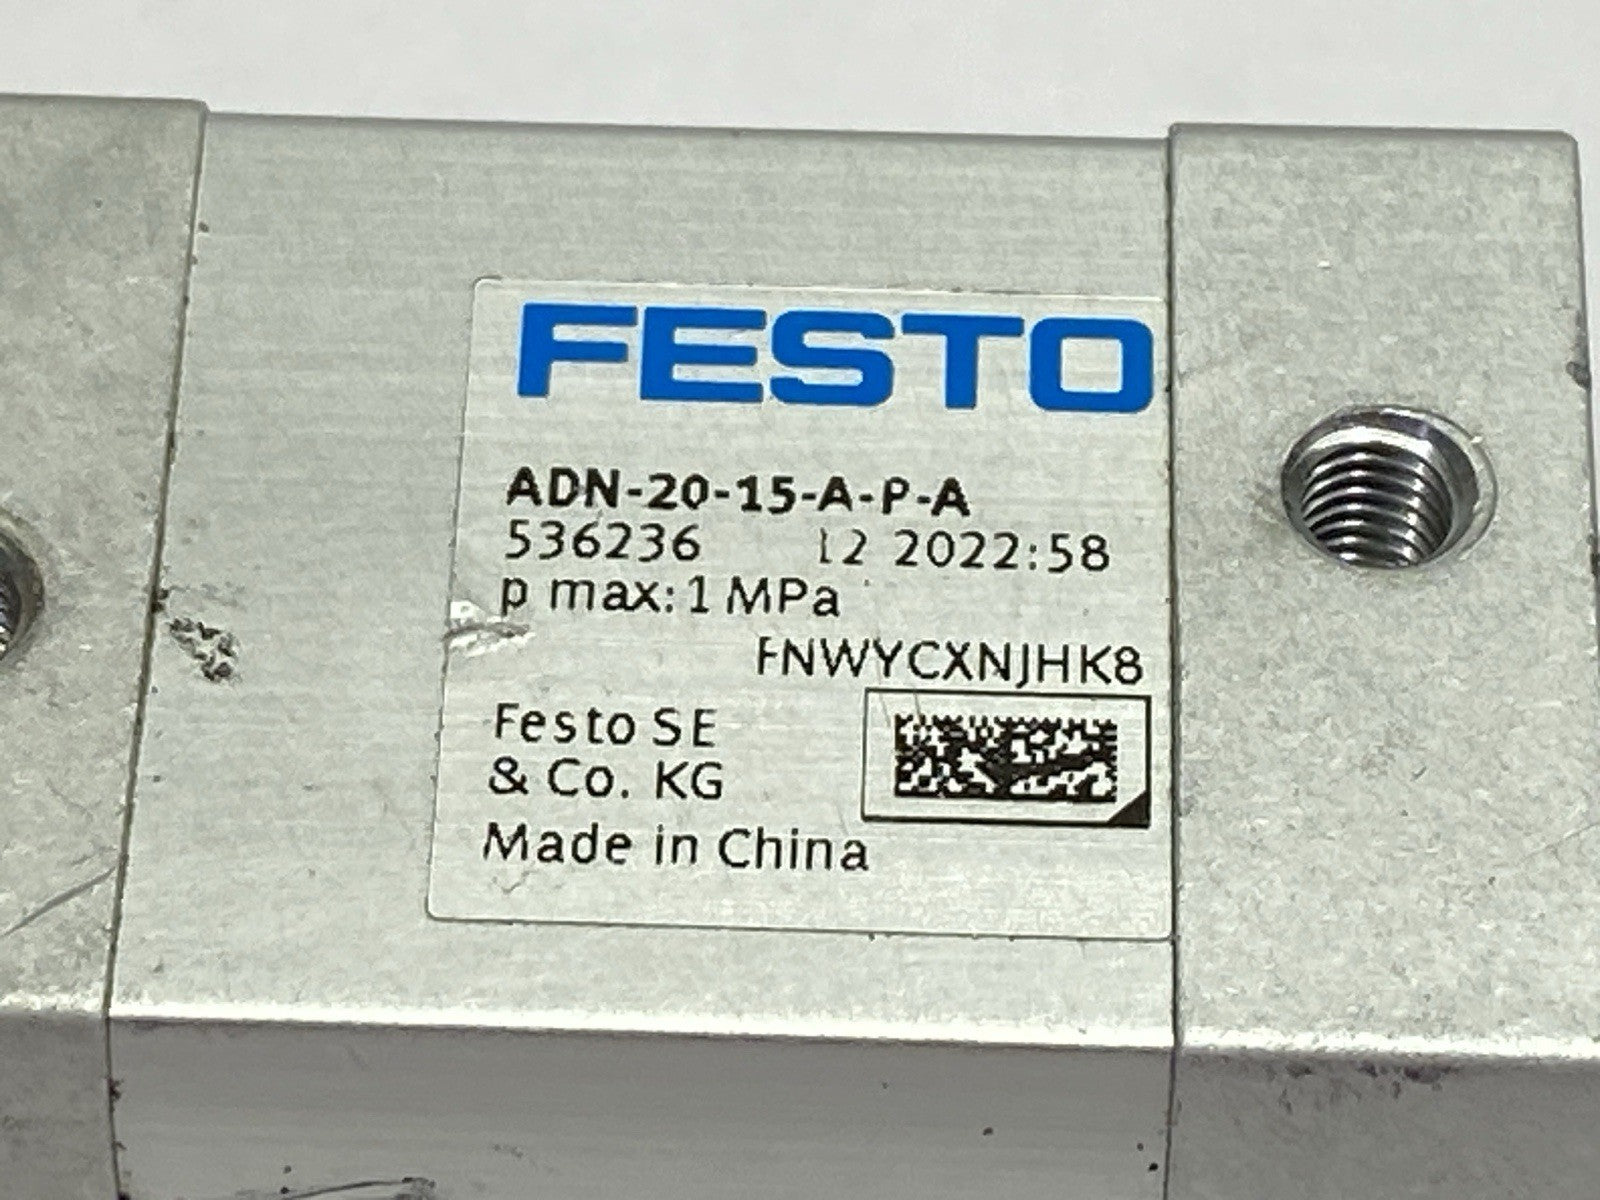 FESTO
ADN-20-15-A-P-A
536236 12 2022:58
p max: 1 MPa
FNWYCXNJHK8
Festo SE
& Co. KG
Made in China